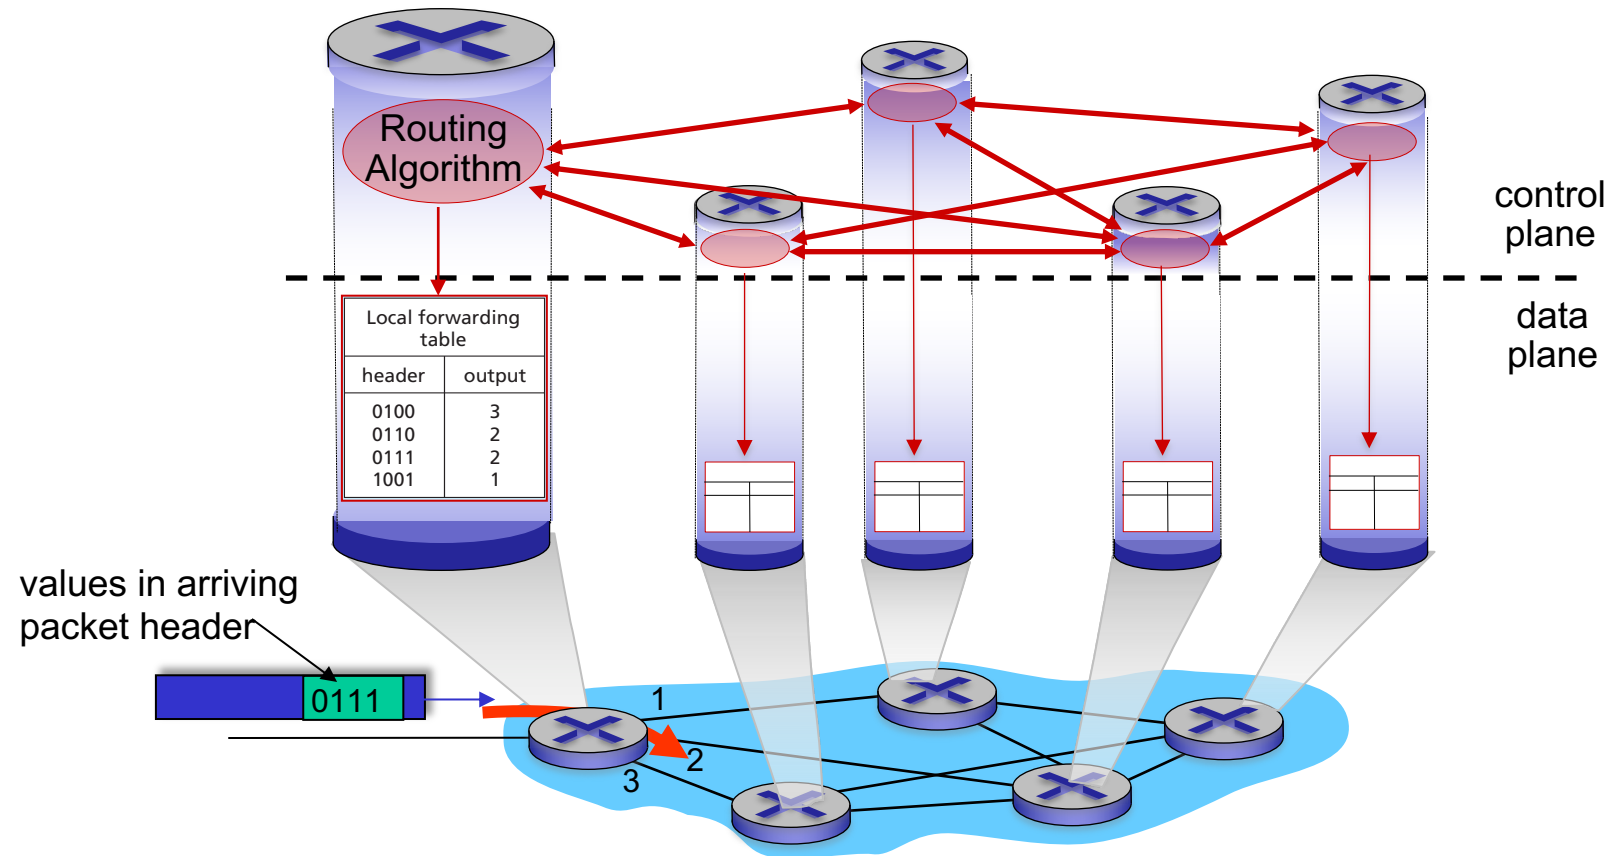 Routing
Algorithm
control
plane
data
plane
Local forwarding
table
header output
0100 3
0110 2
0111 2
1001 1
values in arriving
packet header
0111
1
2
3